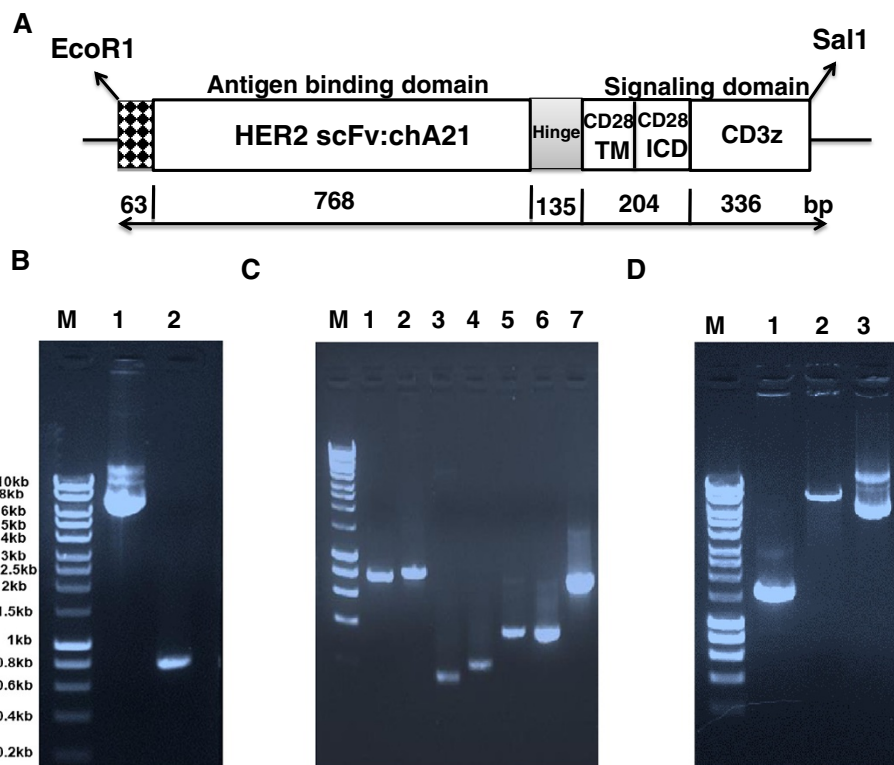 A
EcoR1
Sal1
Antigen binding domain
Signaling domain
HER2 scFv:chA21
Hinge
CD28
TM
CD28
ICD
CD3z
63
768
135
204
336
bp
B
C
D
M 1 2
M 1 2 3 4 5 6 7
M 1 2 3
10kb
8kb
6kb
5kb
4kb
3kb
2.5kb
2kb
1.5kb
1kb
0.8kb
0.6kb
0.4kb
0.2kb